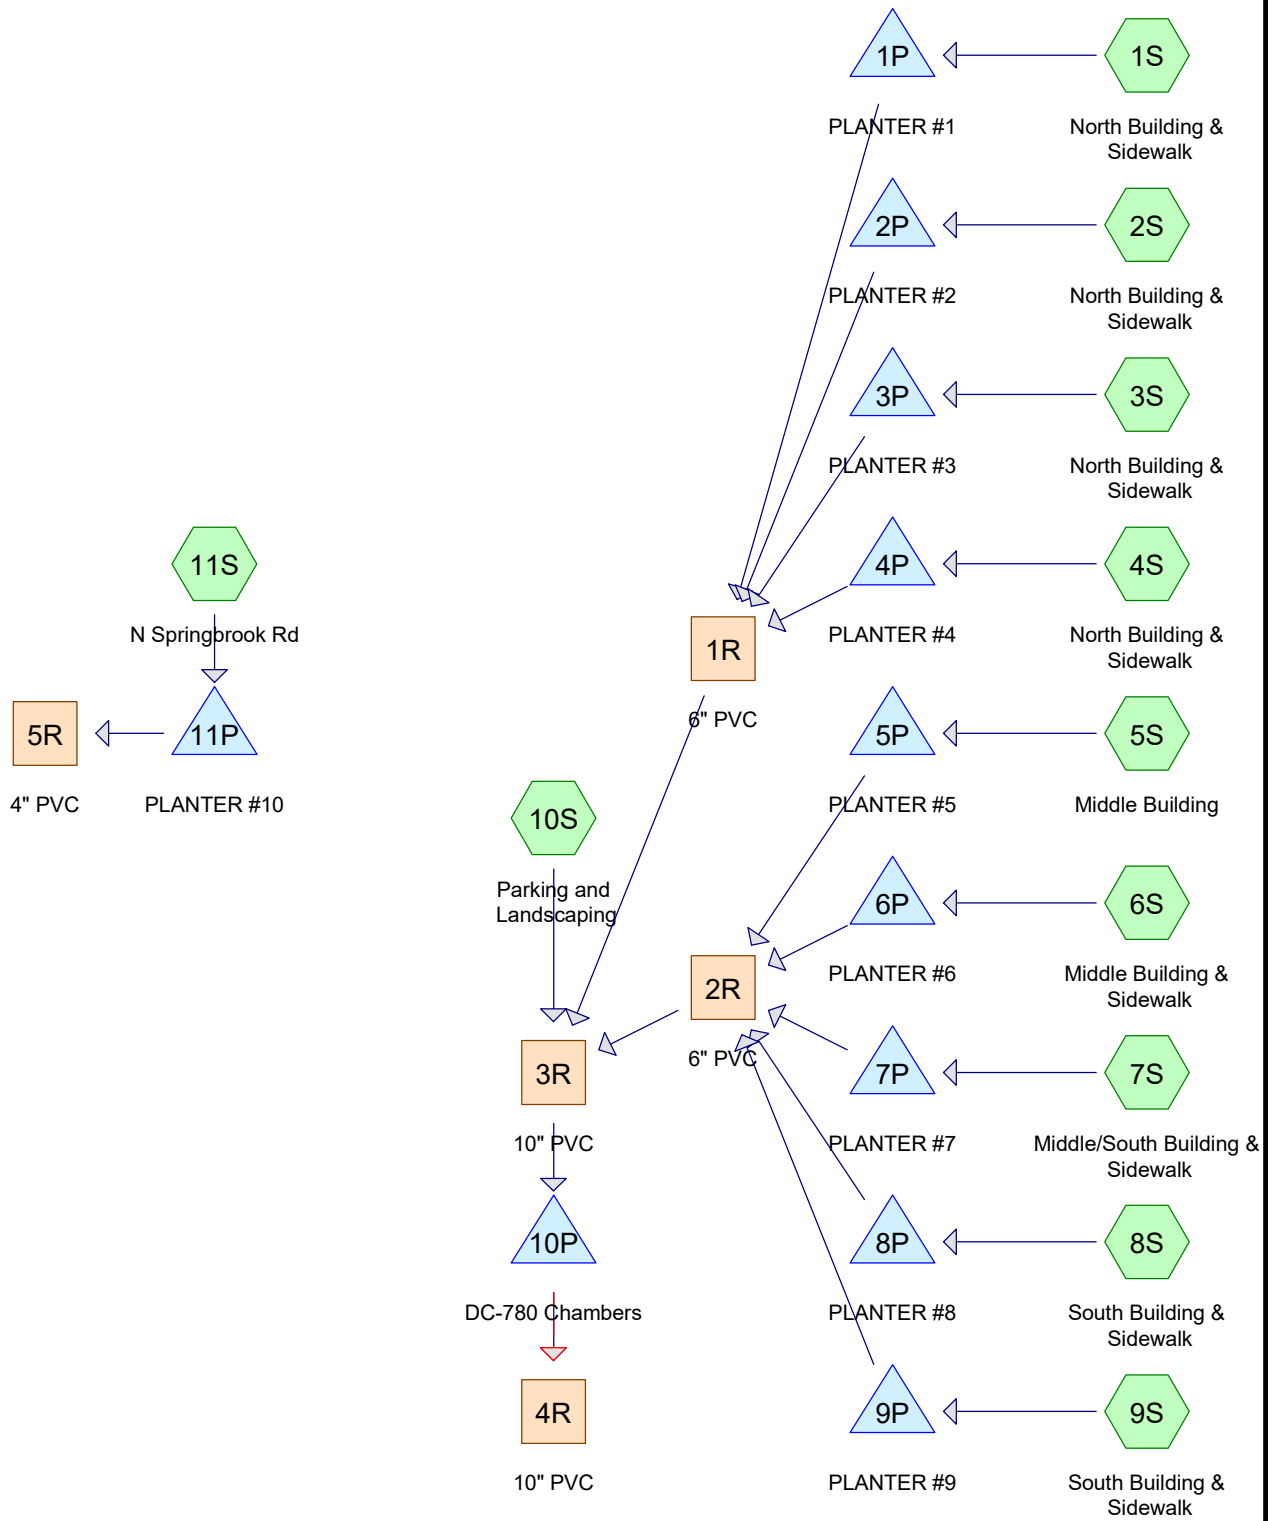 1P
1S
PLANTER #1
North Building &
Sidewalk
2P
2S
PLANTER #2
North Building &
Sidewalk
3P
3S
PLANTER #3
North Building &
Sidewalk
11S
4P
4S
N Springbrook Rd
PLANTER #4
North Building &
Sidewalk
1R
6" PVC
5R
11P
5P
5S
4" PVC
PLANTER #10
PLANTER #5
Middle Building
10S
Parking and
Landscaping
6P
6S
PLANTER #6
Middle Building &
Sidewalk
2R
6" PVC
3R
7P
7S
10" PVC
PLANTER #7
Middle/South Building &
Sidewalk
10P
8P
8S
DC-780 Chambers
PLANTER #8
South Building &
Sidewalk
4R
9P
9S
10" PVC
PLANTER #9
South Building &
Sidewalk